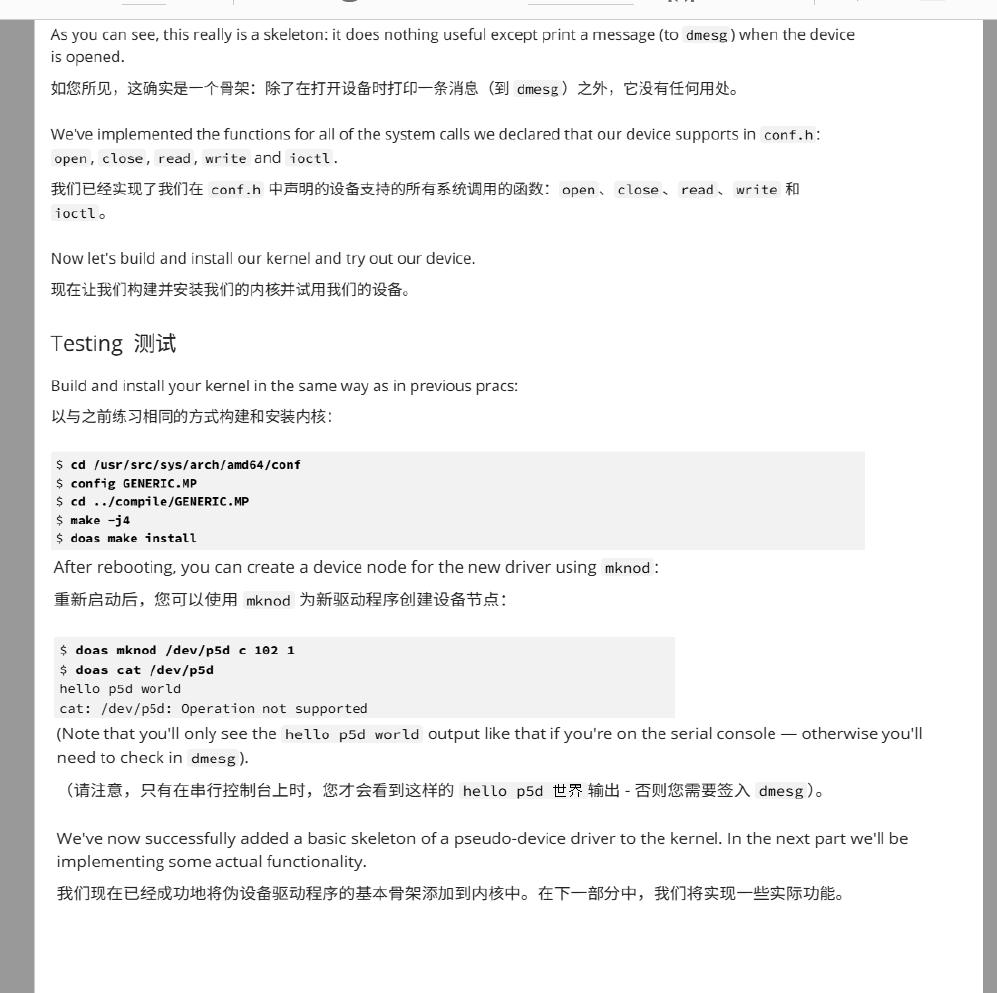 As you can see, this really is a skeleton: it does nothing useful except print a message (to dmesg) when the device
is opened.
如您所见，这确实是一个骨架：除了在打开设备时打印一条消息（到 dmesg）之外，它没有任何用处。
We've implemented the functions for all of the system calls we declared that our device supports in conf.h:
open, close, read, write and ioctl.
我们已经实现了我们在 conf.h 中声明的设备支持的所有系统调用的函数：open、close、read、write 和
ioctl。
Now let's build and install our kernel and try out our device.
现在让我们构建并安装我们的内核并试用我们的设备。
Testing 测试
Build and install your kernel in the same way as in previous pracs:
以与之前练习相同的方式构建和安装内核：
$ cd /usr/src/sys/arch/amd64/conf
$ config GENERIC.MP
$ cd ../compile/GENERIC.MP
$ make -j4
$ doas make install
After rebooting, you can create a device node for the new driver using mknod:
重新启动后，您可以使用 mknod 为新驱动程序创建设备节点：
$ doas mknod /dev/p5d c 102 1
$ doas cat /dev/p5d
hello p5d world
cat: /dev/p5d: Operation not supported
(Note that you'll only see the hello p5d world output like that if you're on the serial console — otherwise you'll
need to check in dmesg).
（请注意，只有在串行控制台上时，您才会看到这样的 hello p5d 世界 输出 - 否则您需要签入 dmesg）。
We've now successfully added a basic skeleton of a pseudo-device driver to the kernel. In the next part we'll be
implementing some actual functionality.
我们现在已经成功地将伪设备驱动程序的基本骨架添加到内核中。在下一部分中，我们将实现一些实际功能。